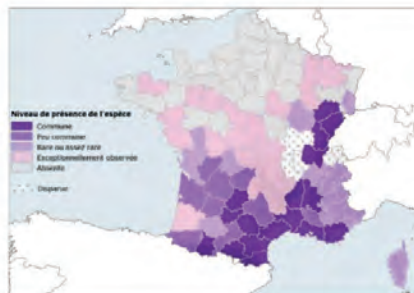 Niveau de présence de l'espèce
Commune
Peu commune
Rare ou assez rare
Exceptionnellement observée
Absente
Disparue